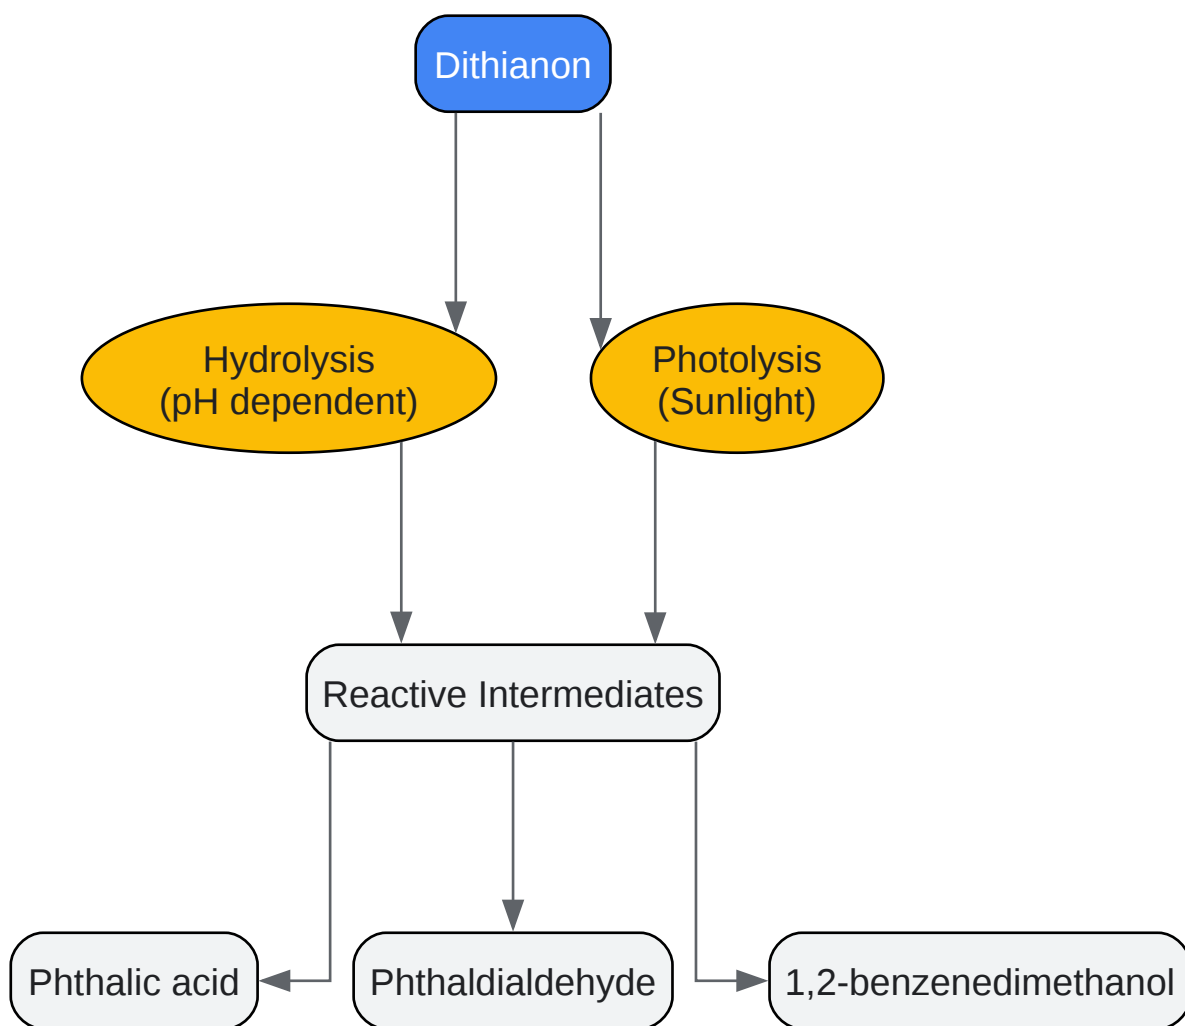 Dithianon
Hydrolysis
(pH dependent)
Photolysis
(Sunlight)
Reactive Intermediates
Phthalic acid
Phthaldialdehyde
1,2-benzenedimethanol